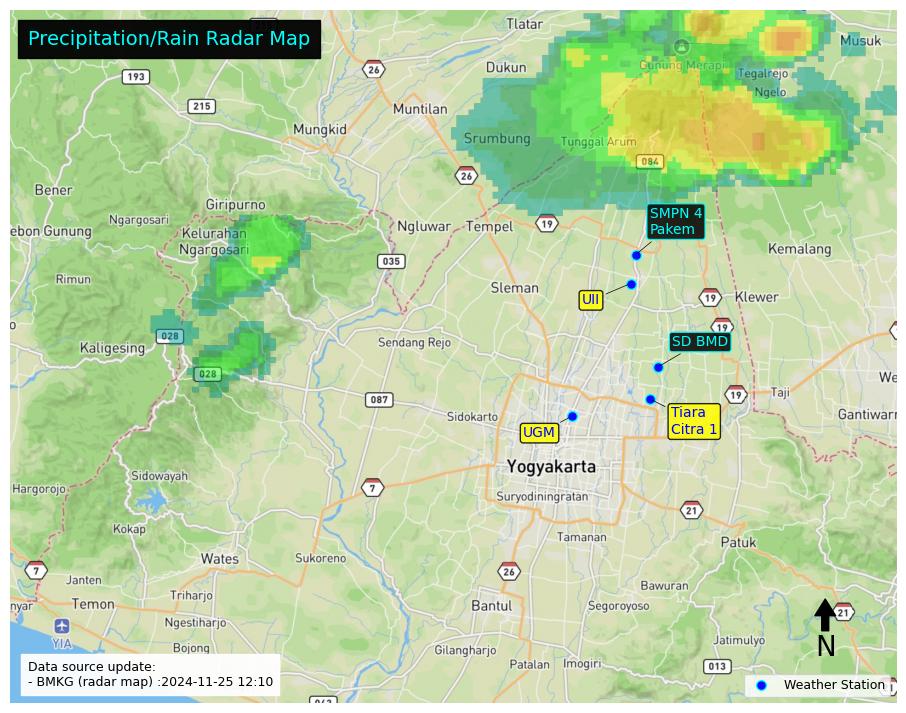 Precipitation/Rain Radar Map
Tlatar
Musuk
Dukun
26
Gunung Merapi
Tegalrejo
Ngelo
193
215
Muntilan
Mungkid
Srumbung
Tunggal Arum
084
26
Bener
Giripurno
Ngargosari
SMPN 4
Pakem
ebon Gunung
Kelurahan
Ngargosari
Ngluwar
Tempel
19
Kemalang
035
Rimun
Sleman
UII
19
Klewer
19
028
Kaligesing
Sendang Rejo
SD BMD
028
087
19
Taji
We
Gantiwarn
Sidokarto
Tiara
Citra 1
UGM
Yogyakarta
Sidowayah
Hargorojo
7
Suryodiningratan
21
Kokap
Tamanan
Patuk
Wates
Sukoreno
7
26
Janten
Bawuran
Triharjo
nyar
Temon
Bantul
Segoroyoso
21
Ngestiharjo
YIA
Bojong
Jatimulyo
N
Gilangharjo
Data source update:
- BMKG (radar map) :2024-11-25 12:10
Patalan
Imogiri
013
Weather Station